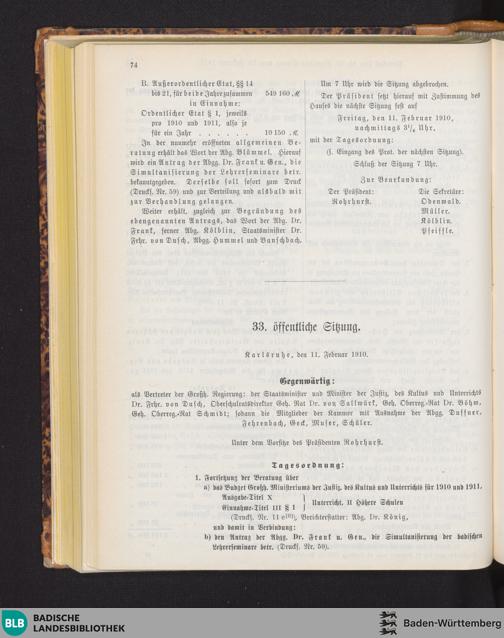 74
B. Außerordentlicher Etat, §§ 14
bis 21, für beide Jahre zusammen 549 160 ℳ
in Einnahme:
Ordentlicher Etat § 1, jeweils
pro 1910 und 1911, also je
für ein Jahr . . . . . . 10 150 ℳ
In der nunmehr eröffneten allgemeinen Be-
ratung erhält das Wort der Abg. Blümmel. Hierauf
wird ein Antrag der Abgg. Dr. Frank u. Gen., die
Simultanisierung der Lehrerseminare betr.
bekanntgegeben. Derselbe soll sofort zum Druck
(Drucks. Nr. 59) und zur Verteilung und alsbald mit
zur Verhandlung gelangen.
Weiter erhält, zugleich zur Begründung des
ebengenannten Antrags, das Wort der Abg. Dr.
Frank, ferner Abg. Kölblin, Staatsminister Dr.
Frhr. von Dusch, Abgg. Hummel und Banschbach.
Um 7 Uhr wird die Sitzung abgebrochen.
Der Präsident setzt hierauf mit Zustimmung des
Hauses die nächste Sitzung fest auf
Freitag, den 11. Februar 1910,
nachmittags 3¼ Uhr,
mit der Tagesordnung:
(s. Eingang des Prot. der nächsten Sitzung).
Schluß der Sitzung 7 Uhr.
Zur Beurkundung:
Der Präsident: Die Sekretäre:
Rohrhurst. Odenwald.
Müller.
Kölblin.
Pfeiffle.
33. öffentliche Sitzung.
Karlsruhe, den 11. Februar 1910.
Gegenwärtig:
als Vertreter der Großh. Regierung: der Staatsminister und Minister der Justiz, des Kultus und Unterrichts
Dr. Frhr. von Dusch, Oberschulratsdirektor Geh. Rat Dr. von Sallwürk, Geh. Oberreg.-Rat Dr. Böhm,
Geh. Oberreg.-Rat Schmidt; sodann die Mitglieder der Kammer mit Ausnahme der Abgg. Duffner,
Fehrenbach, Geck, Muser, Schüler.
Unter dem Vorsitze des Präsidenten Rohrhurst.
Tagesordnung:
1. Fortsetzung der Beratung über
a) das Budget Großh. Ministeriums der Justiz, des Kultus und Unterrichts für 1910 und 1911.
Ausgabe-Titel X
Einnahme-Titel III § 1 } Unterricht, II Höhere Schulen
(Drucks. Nr. 11 Berichterstatter: Abg. Dr. König,
und damit in Verbindung:
b) den Antrag der Abgg. Dr. Frank u. Gen., die Simultanisierung der badischen
Lehrerseminare betr. (Drucks. Nr. 59).
BLB BADISCHE
LANDESBIBLIOTHEK
Baden-Württemberg